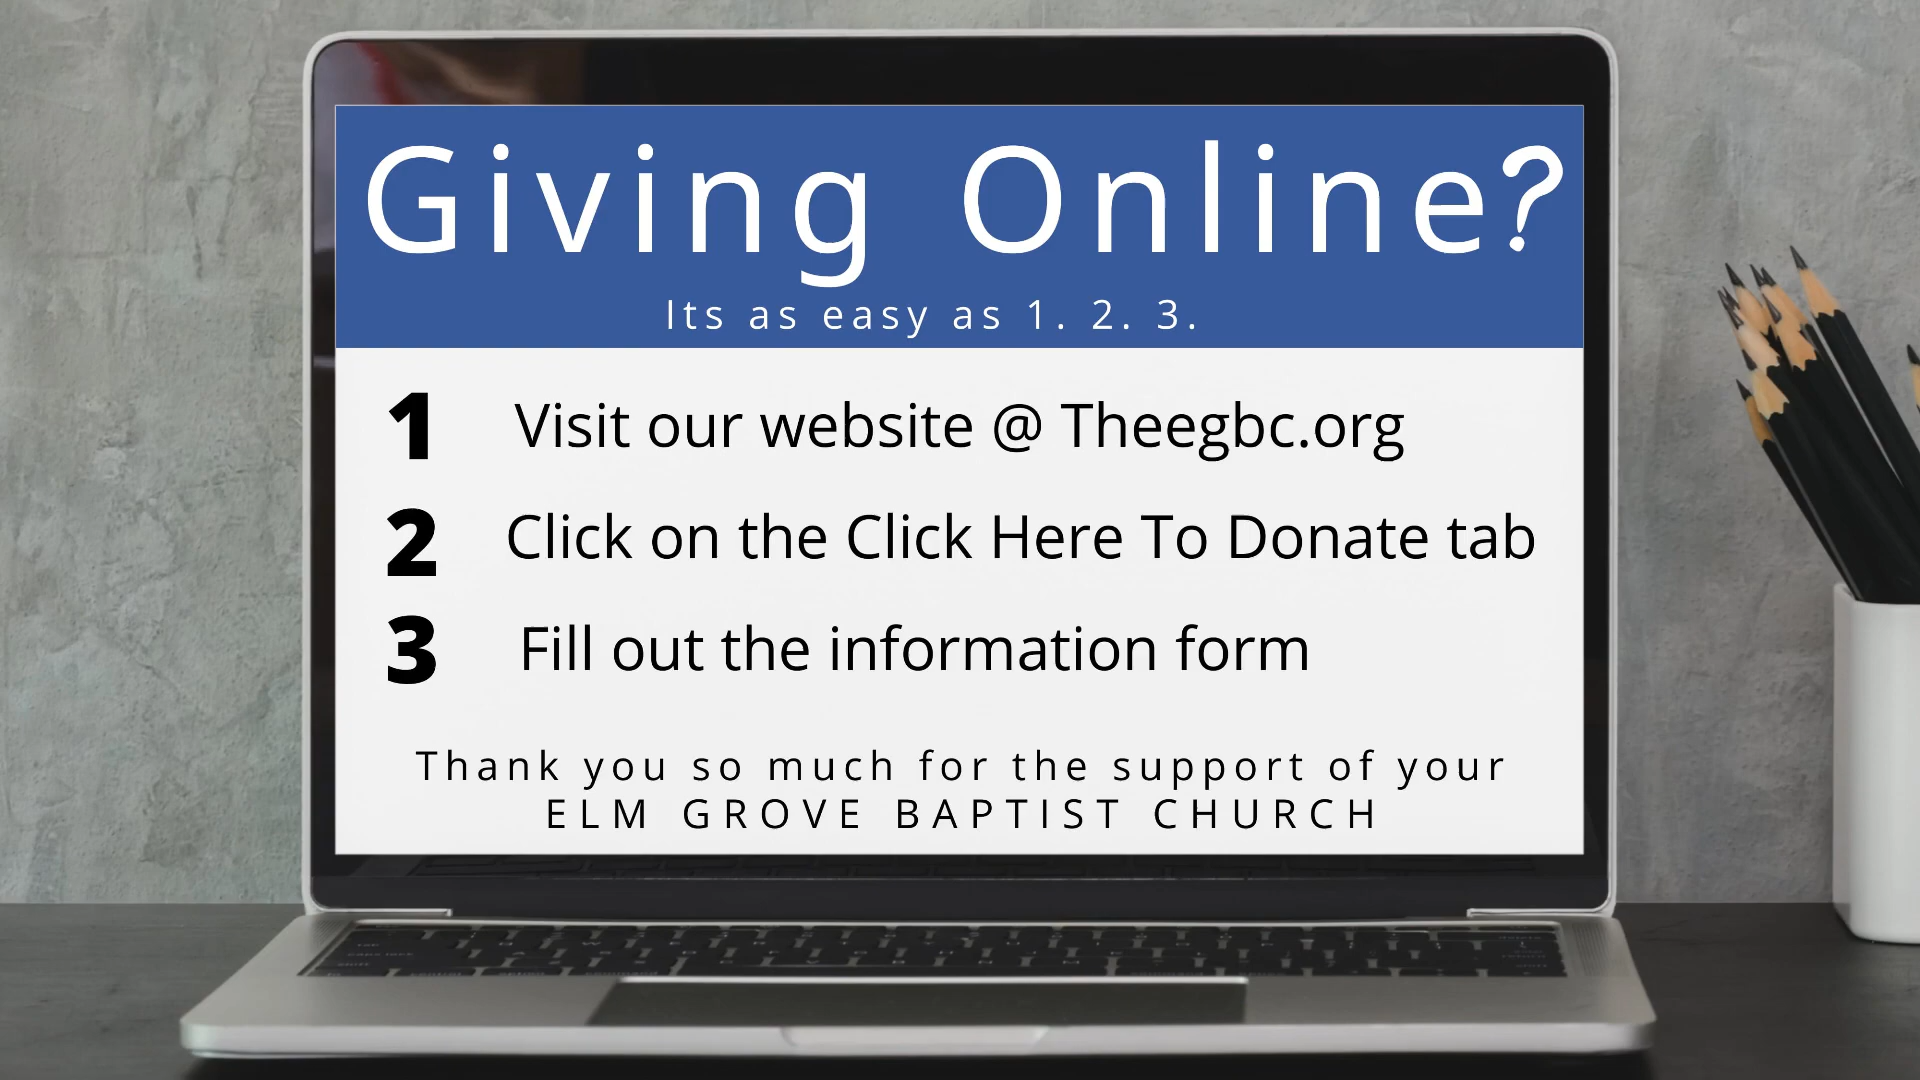 Giving Online?
Its as easy as 1. 2. 3.
1 Visit our website @ Theegbc.org
2 Click on the Click Here To Donate tab
3 Fill out the information form
Thank you so much for the support of your
ELM GROVE BAPTIST CHURCH